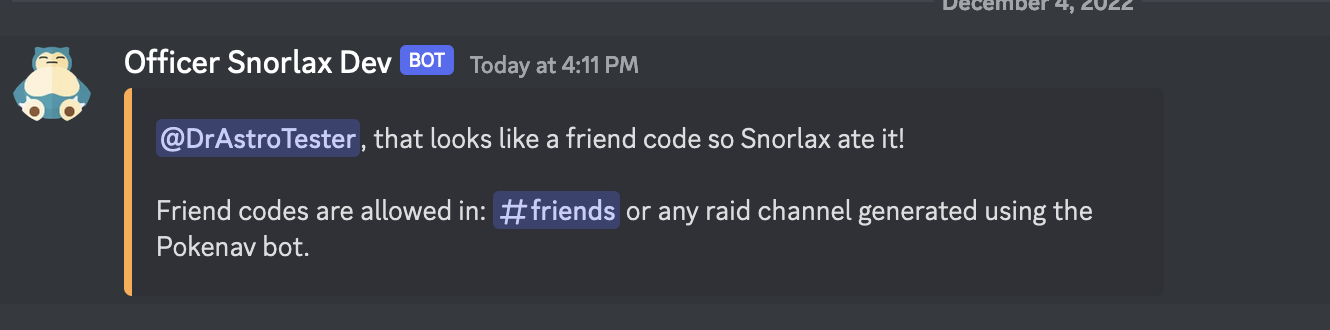 December 4, 2022
Officer Snorlax Dev BOT Today at 4:11 PM
@DrAstroTester, that looks like a friend code so Snorlax ate it!
Friend codes are allowed in: #friends or any raid channel generated using the
Pokenav bot.